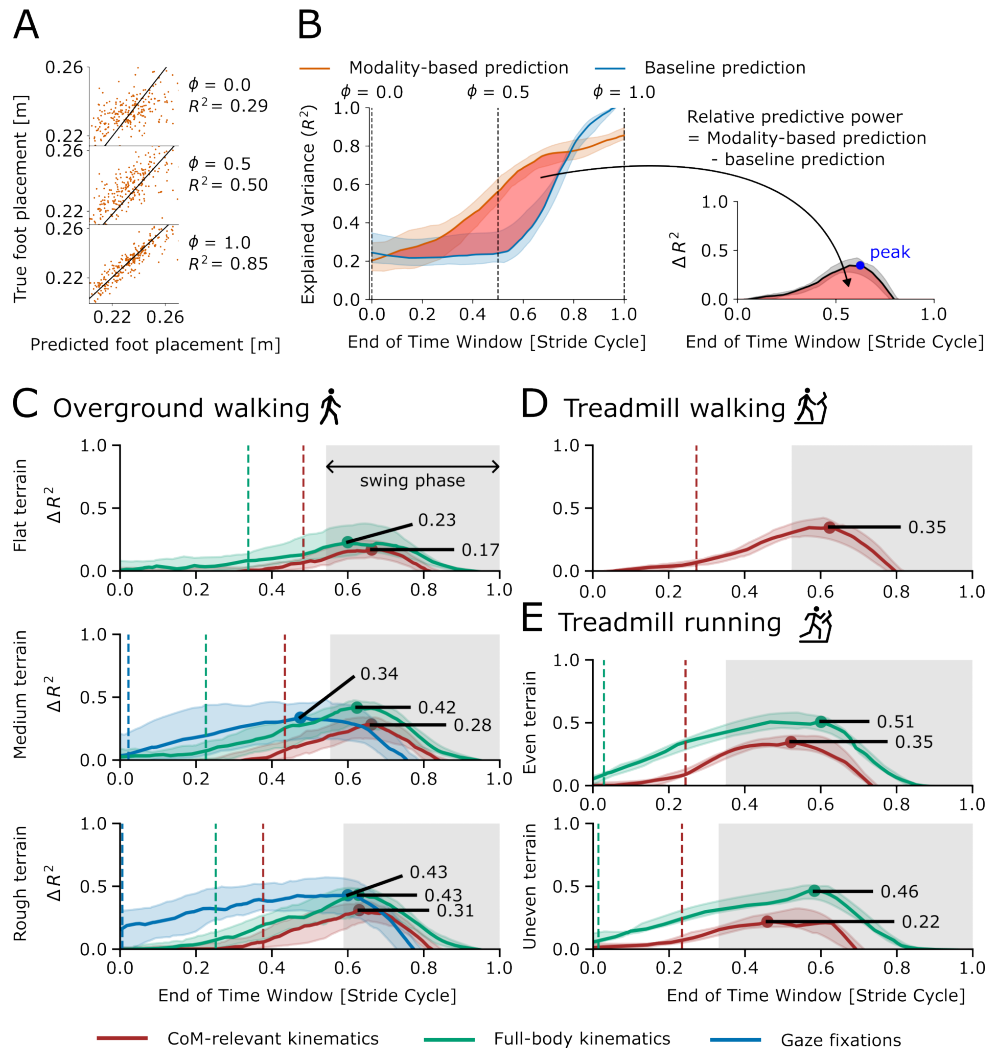 A
B
0.26
0.22
0.26
0.22
0.26
0.22
ϕ = 0.0
R² = 0.29
ϕ = 0.5
R² = 0.50
ϕ = 1.0
R² = 0.85
True foot placement [m]
0.22 0.26
Predicted foot placement [m]
Modality-based prediction
Baseline prediction
ϕ = 0.0 ϕ = 0.5 ϕ = 1.0
1.0
0.8
0.6
0.4
0.2
0.0
Explained Variance (R²)
0.0 0.2 0.4 0.6 0.8 1.0
End of Time Window [Stride Cycle]
Relative predictive power
= Modality-based prediction
- baseline prediction
1.0
0.5
0.0
Δ R²
peak
0.0 0.5 1.0
End of Time Window [Stride Cycle]
C Overground walking
Flat terrain
Δ R²
1.0
0.5
0.0
swing phase
0.23
0.17
0.0 0.2 0.4 0.6 0.8 1.0
Medium terrain
Δ R²
1.0
0.5
0.0
0.34
0.42
0.28
0.0 0.2 0.4 0.6 0.8 1.0
Rough terrain
Δ R²
1.0
0.5
0.0
0.43
0.43
0.31
0.0 0.2 0.4 0.6 0.8 1.0
End of Time Window [Stride Cycle]
D Treadmill walking
1.0
0.5
0.0
0.35
0.0 0.2 0.4 0.6 0.8 1.0
E Treadmill running
Even terrain
1.0
0.5
0.0
0.51
0.35
0.0 0.2 0.4 0.6 0.8 1.0
Uneven terrain
1.0
0.5
0.0
0.46
0.22
0.0 0.2 0.4 0.6 0.8 1.0
End of Time Window [Stride Cycle]
CoM-relevant kinematics
Full-body kinematics
Gaze fixations